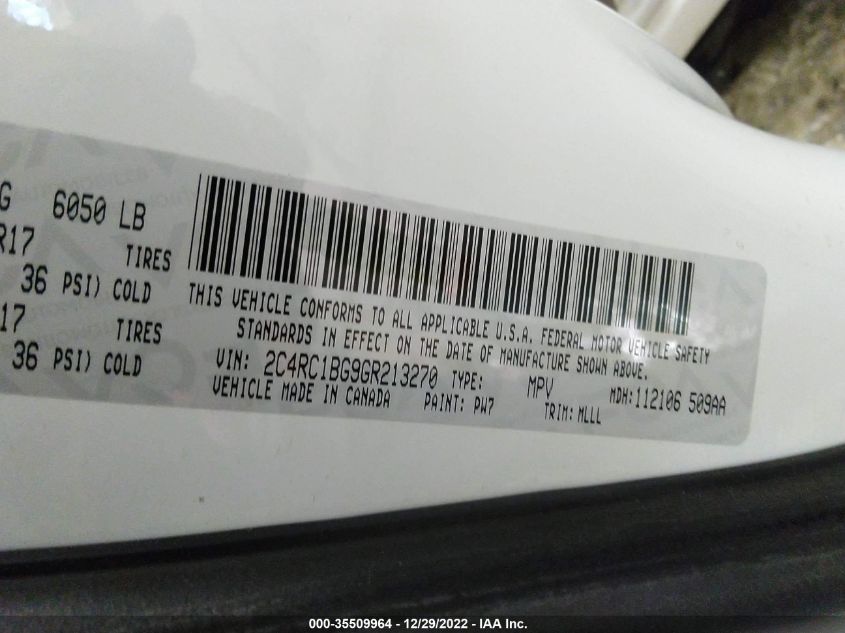 G 6050 LB
R17 TIRES
36 PSI) COLD
17 TIRES
36 PSI) COLD
THIS VEHICLE CONFORMS TO ALL APPLICABLE U.S.A. FEDERAL MOTOR VEHICLE SAFETY
STANDARDS IN EFFECT ON THE DATE OF MANUFACTURE SHOWN ABOVE.
VIN: 2C4RC1BG9GR213270 TYPE: MPV MDH:112106 509AA
VEHICLE MADE IN CANADA PAINT: PW7 TRIM: MLLL
000-35509964 - 12/29/2022 - IAA Inc.